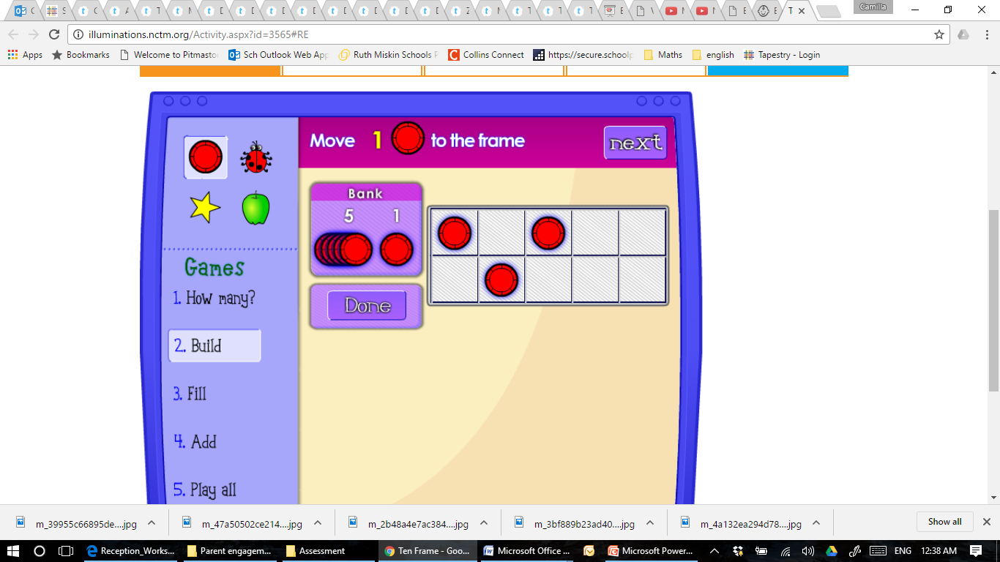 C S C A T M D D D D D D D Z N T T T E V N N E E T
Camilla
illuminations.nctm.org/Activity.aspx?id=3565#RE
Apps Bookmarks Welcome to Pitmasto Sch Outlook Web App Ruth Miskin Schools Collins Connect https://secure.schoolp Maths english Tapestry - Login
Move 1 to the frame
next
Bank
5 1
Done
Games
1. How many?
2. Build
3. Fill
4. Add
5. Play all
m_39955c66895de....jpg m_47a50502ce214....jpg m_2b48a4e7ac384....jpg m_3bf889b23ad40....jpg m_4a132ea294d78....jpg Show all
Reception_Works... Parent engagem... Assessment Ten Frame - Goo... Microsoft Office ... Microsoft Power... ENG 12:38 AM